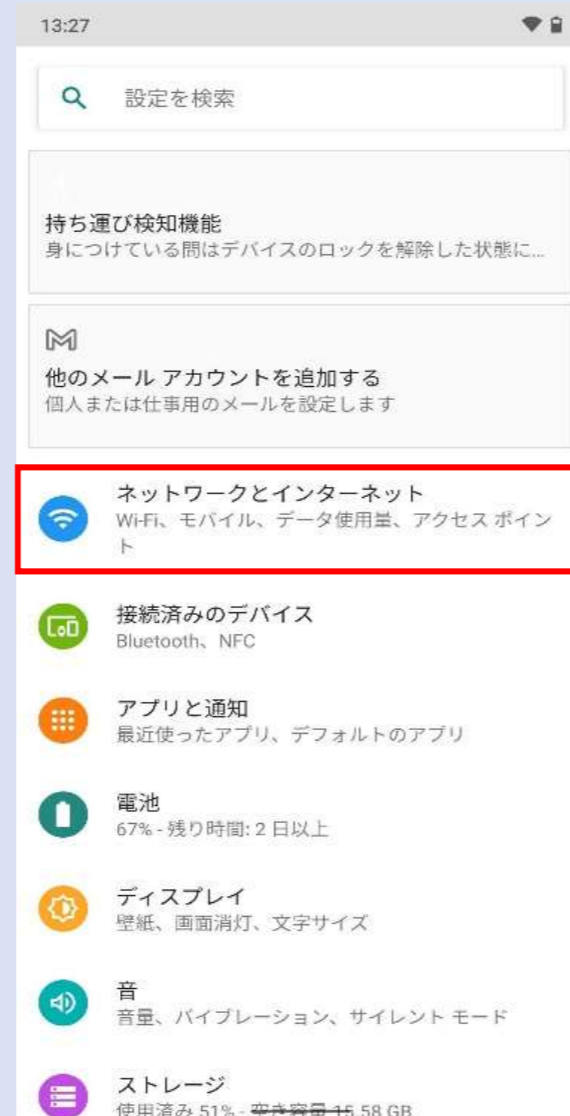 13:27
設定を検索
持ち運び検知機能
身につけている間はデバイスのロックを解除した状態に...
他のメール アカウントを追加する
個人または仕事用のメールを設定します
ネットワークとインターネット
Wi-Fi、モバイル、データ使用量、アクセス ポイン
ト
接続済みのデバイス
Bluetooth、NFC
アプリと通知
最近使ったアプリ、デフォルトのアプリ
電池
67% - 残り時間: 2 日以上
ディスプレイ
壁紙、画面消灯、文字サイズ
音
音量、バイブレーション、サイレント モード
ストレージ
使用済み 51% - 空き容量 15.58 GB